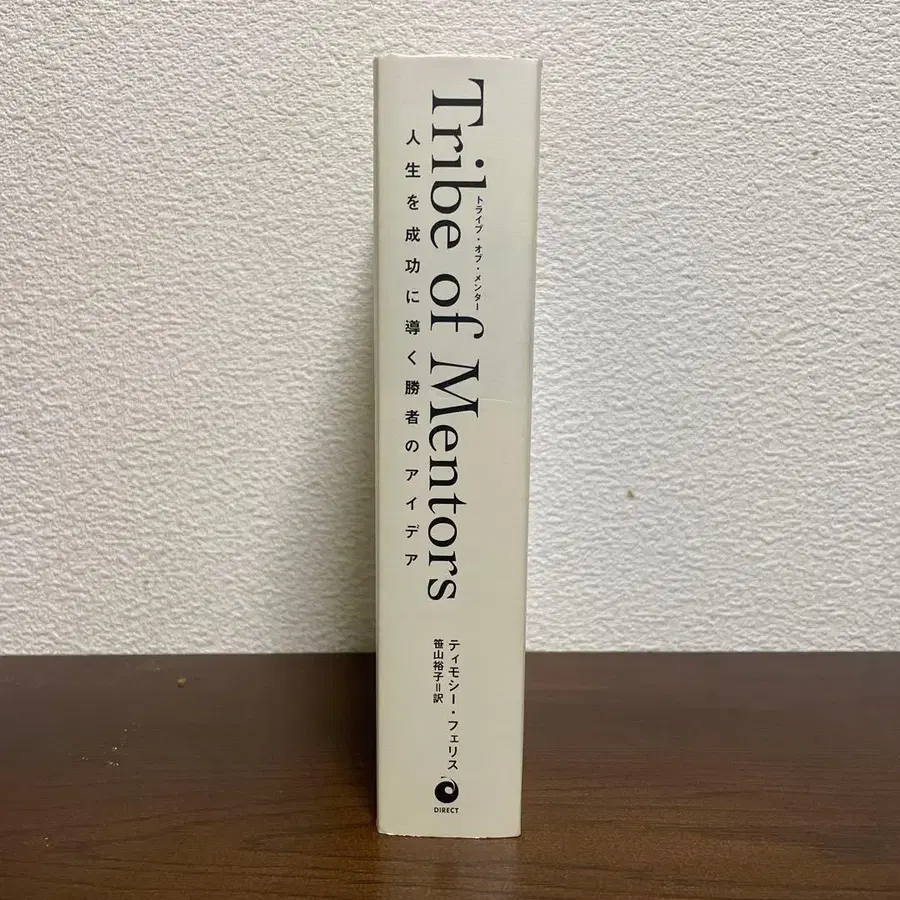 Tribe of Mentors
トライブ・オブ・メンター
人生を成功に導く勝者のアイデア
ティモシー・フェリス
笹山裕子=訳
DIRECT